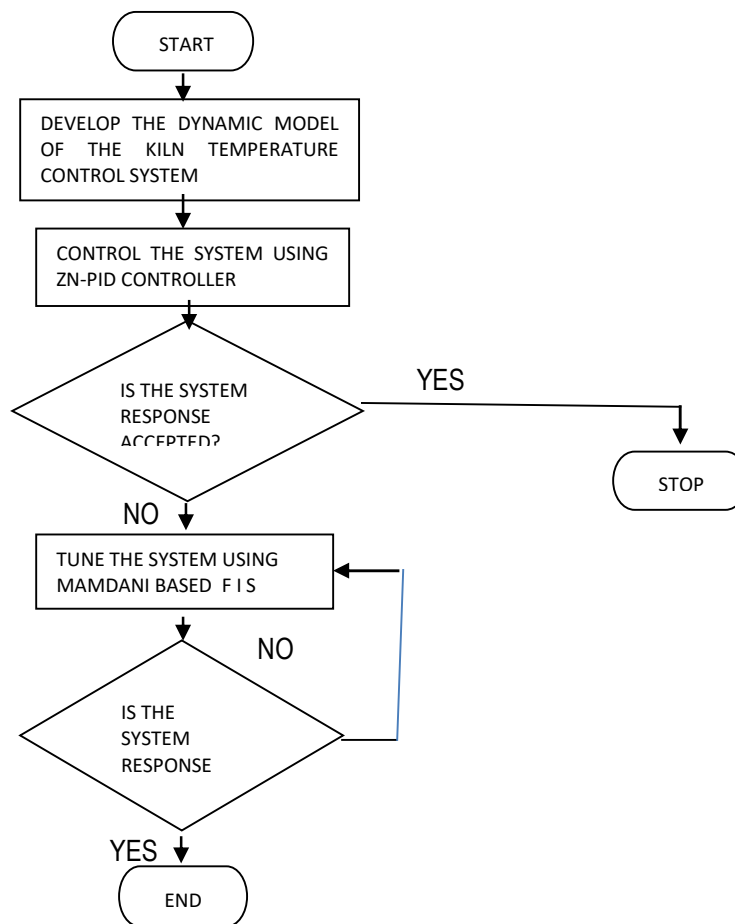 START
DEVELOP THE DYNAMIC MODEL
OF THE KILN TEMPERATURE
CONTROL SYSTEM
CONTROL THE SYSTEM USING
ZN-PID CONTROLLER
IS THE SYSTEM
RESPONSE
ACCEPTED?
YES
STOP
NO
TUNE THE SYSTEM USING
MAMDANI BASED F I S
NO
IS THE
SYSTEM
RESPONSE
YES
END